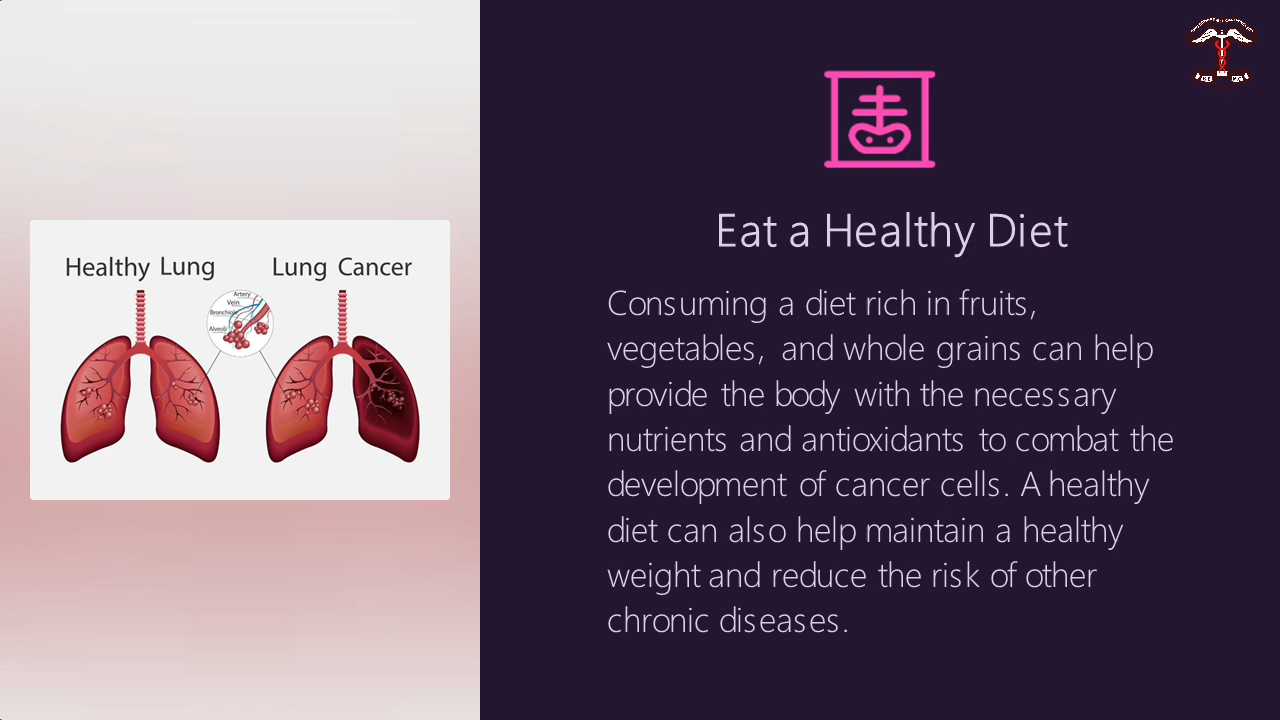 Healthy Lung
Lung Cancer
Artery
Vein
Bronchiole
Alveoli
Eat a Healthy Diet
Consuming a diet rich in fruits,
vegetables, and whole grains can help
provide the body with the necessary
nutrients and antioxidants to combat the
development of cancer cells. A healthy
diet can also help maintain a healthy
weight and reduce the risk of other
chronic diseases.